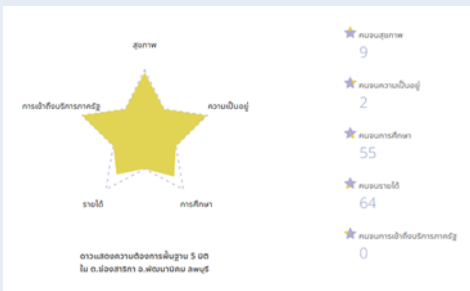 สุขภาพ
การเข้าถึงบริการภาครัฐ
ความเป็นอยู่
รายได้
การศึกษา
ดาวแสดงความต้องการพื้นฐาน 5 มิติ
ใน ต.ช่องสาริกา อ.พัฒนานิคม ลพบุรี
คนจนสุขภาพ
9
คนจนความเป็นอยู่
2
คนจนการศึกษา
55
คนจนรายได้
64
คนจนการเข้าถึงบริการภาครัฐ
0